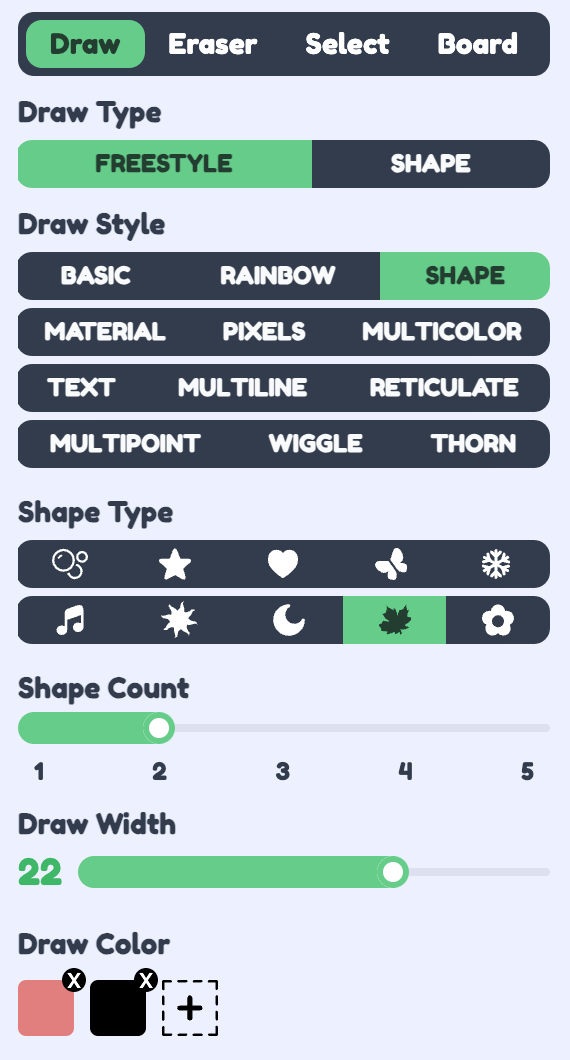 Draw Eraser Select Board
Draw Type
FREESTYLE SHAPE
Draw Style
BASIC RAINBOW SHAPE
MATERIAL PIXELS MULTICOLOR
TEXT MULTILINE RETICULATE
MULTIPOINT WIGGLE THORN
Shape Type
Shape Count
1 2 3 4 5
Draw Width
22
Draw Color
X X
+